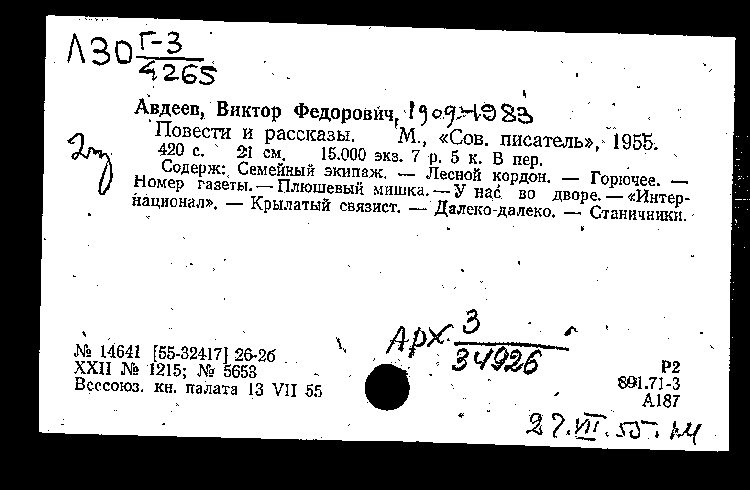 Л30 Г-3
4265
Авдеев, Виктор Федорович, 1909-1983
Повести и рассказы. М., «Сов. писатель», 1955.
420 с. 21 см. 15.000 экз. 7 р. 5 к. В пер.
Содерж: Семейный экипаж. — Лесной кордон. — Горючее. —
Номер газеты. — Плюшевый мишка. — У нас во дворе. — «Интер-
национал». — Крылатый связист. — Далеко-далеко. — Станичники.
Арх. 3
34926
№ 14641 [55-32417] 26-2б
XXII № 1215; № 5653
Всесоюз. кн. палата 13 VII 55
Р2
891.71-3
А187
27.VII.55.